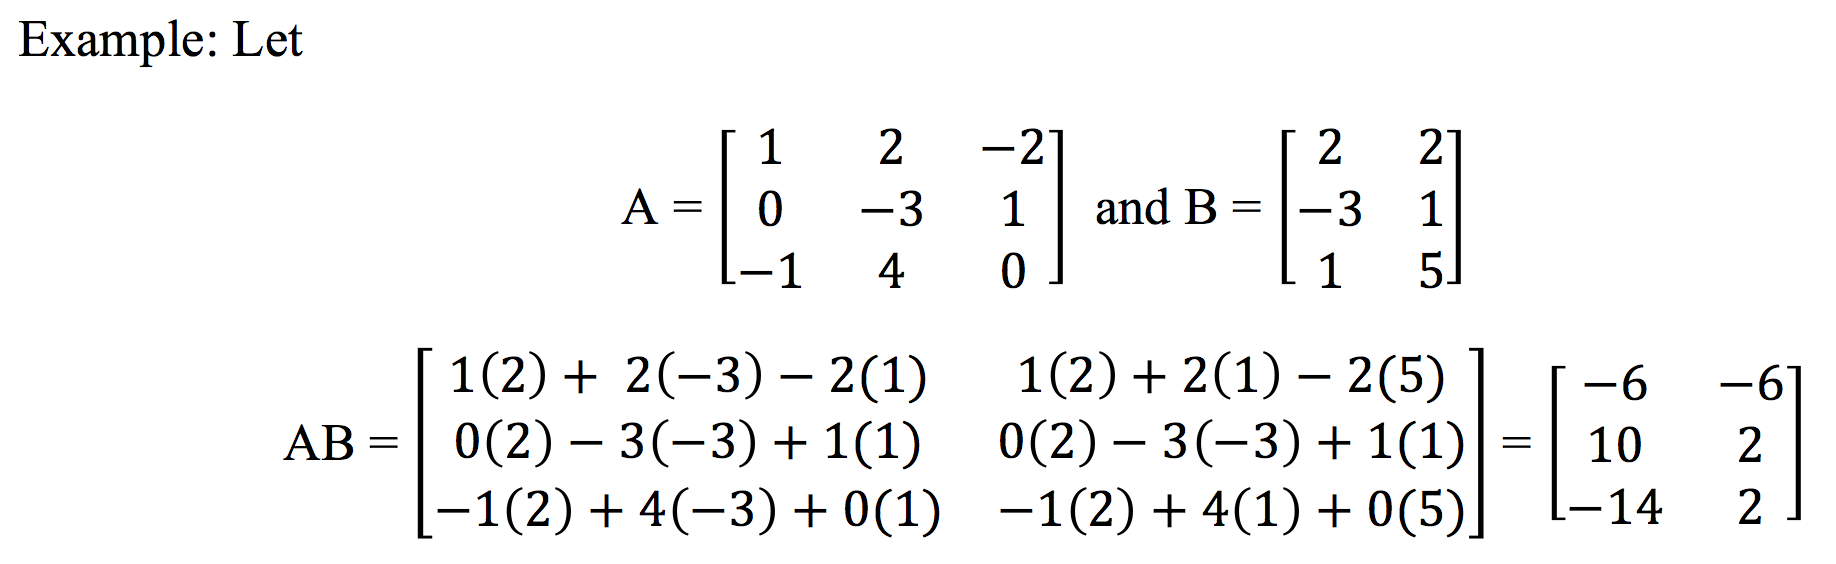 Example: Let
A = [1 2 −2; 0 −3 1; −1 4 0] and B = [2 2; −3 1; 1 5]
AB = [1(2) + 2(−3) − 2(1) 1(2) + 2(1) − 2(5); 0(2) − 3(−3) + 1(1) 0(2) − 3(−3) + 1(1); −1(2) + 4(−3) + 0(1) −1(2) + 4(1) + 0(5)] = [−6 −6; 10 2; −14 2]